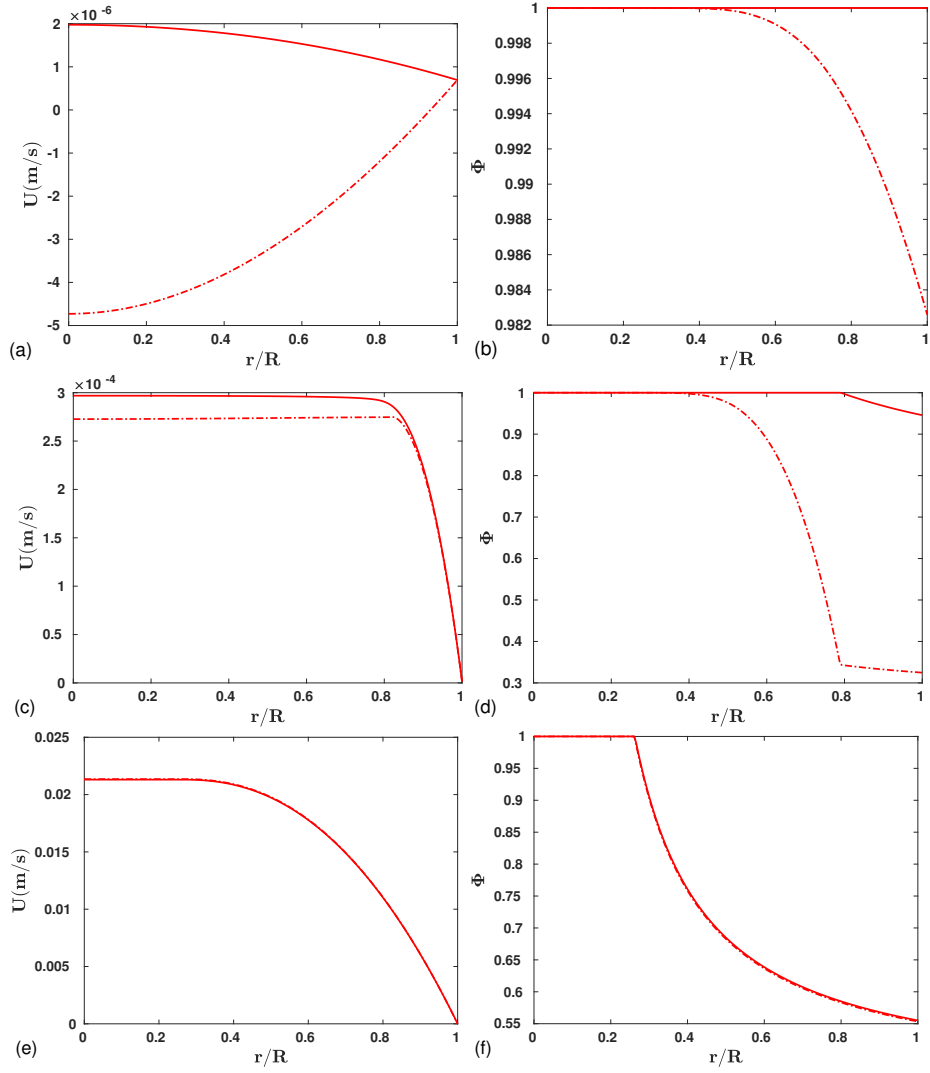 × 10⁻⁶
2
1
0
-1
-2
-3
-4
-5
U(m/s)
0 0.2 0.4 0.6 0.8 1
r/R
(a)
1
0.998
0.996
0.994
0.992
0.99
0.988
0.986
0.984
0.982
Φ
0 0.2 0.4 0.6 0.8 1
r/R
(b)
× 10⁻⁴
3
2.5
2
1.5
1
0.5
0
U(m/s)
0 0.2 0.4 0.6 0.8 1
r/R
(c)
1
0.9
0.8
0.7
0.6
0.5
0.4
0.3
Φ
0 0.2 0.4 0.6 0.8 1
r/R
(d)
0.025
0.02
0.015
0.01
0.005
0
U(m/s)
0 0.2 0.4 0.6 0.8 1
r/R
(e)
1
0.95
0.9
0.85
0.8
0.75
0.7
0.65
0.6
0.55
Φ
0 0.2 0.4 0.6 0.8 1
r/R
(f)